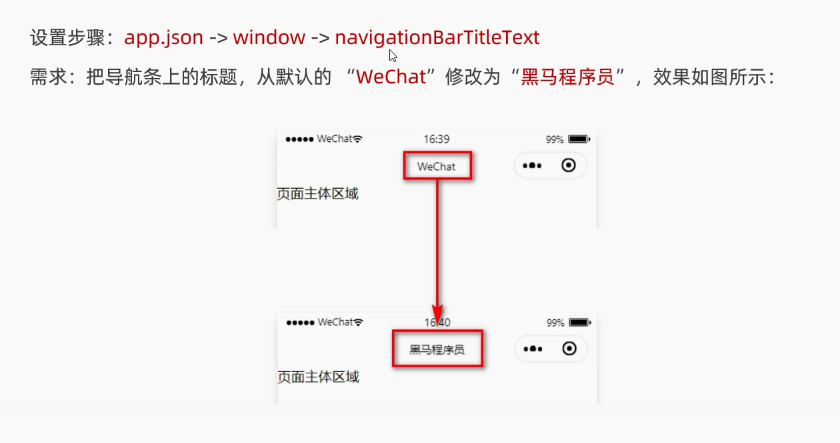 设置步骤：app.json -> window -> navigationBarTitleText
需求：把导航条上的标题，从默认的 “WeChat”修改为“黑马程序员”，效果如图所示：
WeChat 16:39 99%
WeChat
页面主体区域
WeChat 16:40 99%
黑马程序员
页面主体区域